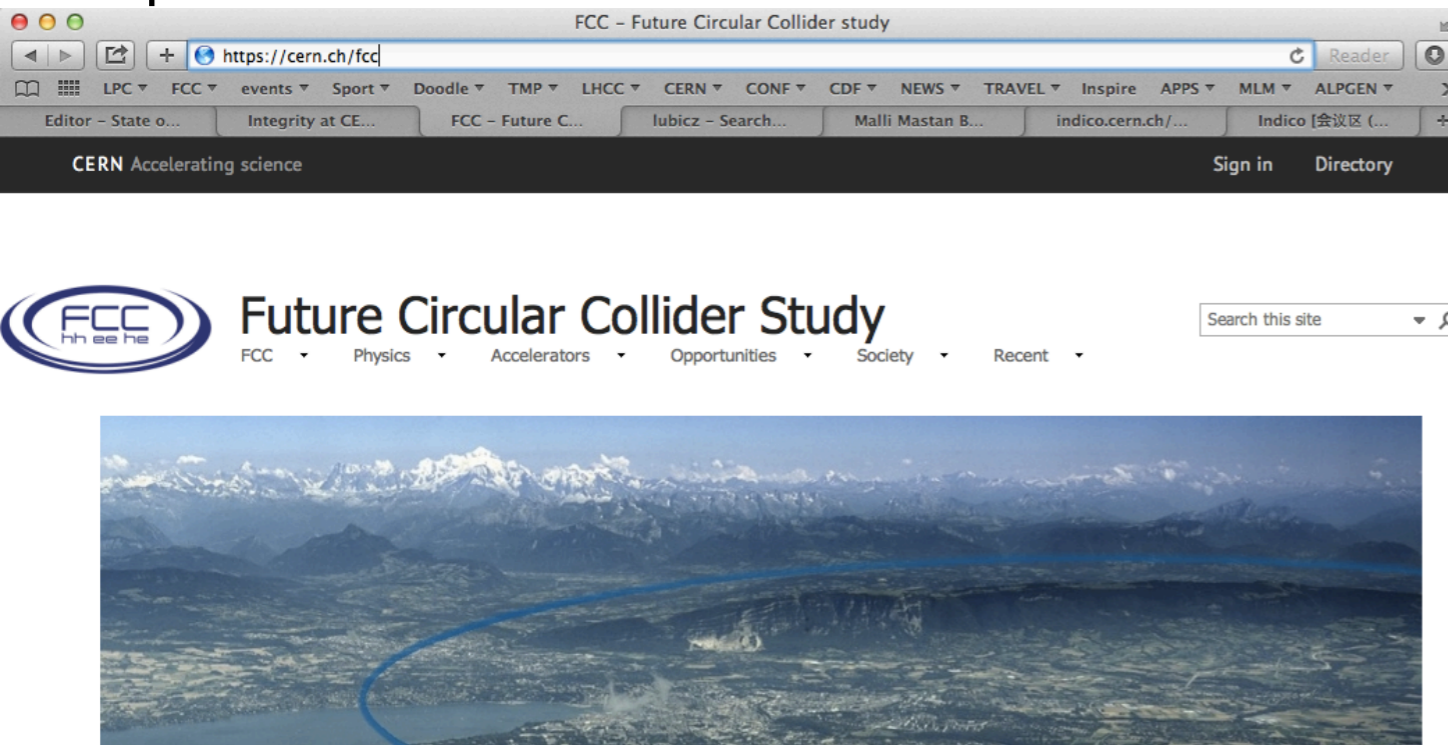 FCC – Future Circular Collider study
https://cern.ch/fcc
Reader
LPC FCC events Sport Doodle TMP LHCC CERN CONF CDF NEWS TRAVEL Inspire APPS MLM ALPGEN
Editor – State o... Integrity at CE... FCC – Future C... lubicz – Search... Malli Mastan B... indico.cern.ch/... Indico [会议区 (...
CERN Accelerating science Sign in Directory
FCC
hh ee he
Future Circular Collider Study
Search this site
FCC Physics Accelerators Opportunities Society Recent